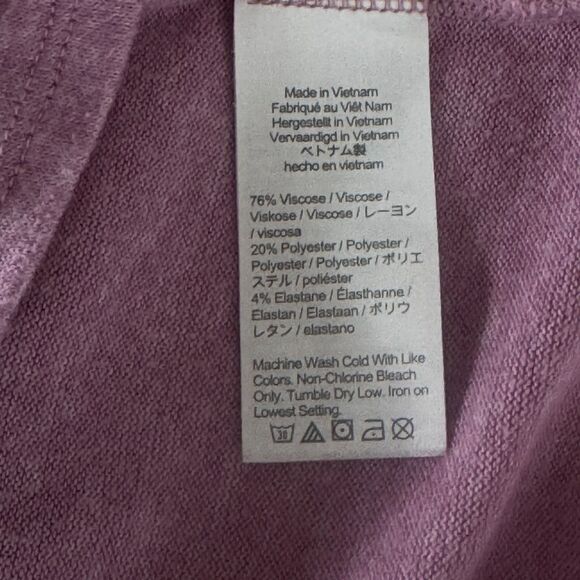 Made in Vietnam
Fabriqué au Viêt Nam
Hergestellt in Vietnam
Vervaardigd in Vietnam
ベトナム製
hecho en vietnam
76% Viscose / Viscose /
Viskose / Viscose / レーヨン
/ viscosa
20% Polyester / Polyester /
Polyester / Polyester / ポリエ
ステル / poliéster
4% Elastane / Élasthanne /
Elastan / Elastaan / ポリウ
レタン / elastano
Machine Wash Cold With Like
Colors. Non-Chlorine Bleach
Only. Tumble Dry Low. Iron on
Lowest Setting.
30